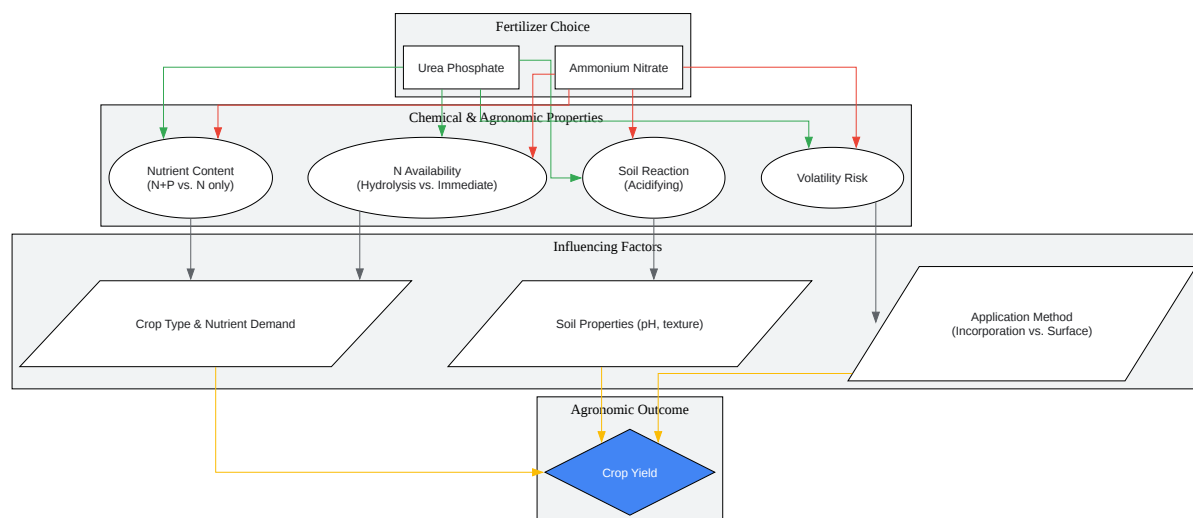 Fertilizer Choice
Urea Phosphate
Ammonium Nitrate
Chemical & Agronomic Properties
Nutrient Content
(N+P vs. N only)
N Availability
(Hydrolysis vs. Immediate)
Soil Reaction
(Acidifying)
Volatility Risk
Influencing Factors
Crop Type & Nutrient Demand
Soil Properties (pH, texture)
Application Method
(Incorporation vs. Surface)
Agronomic Outcome
Crop Yield